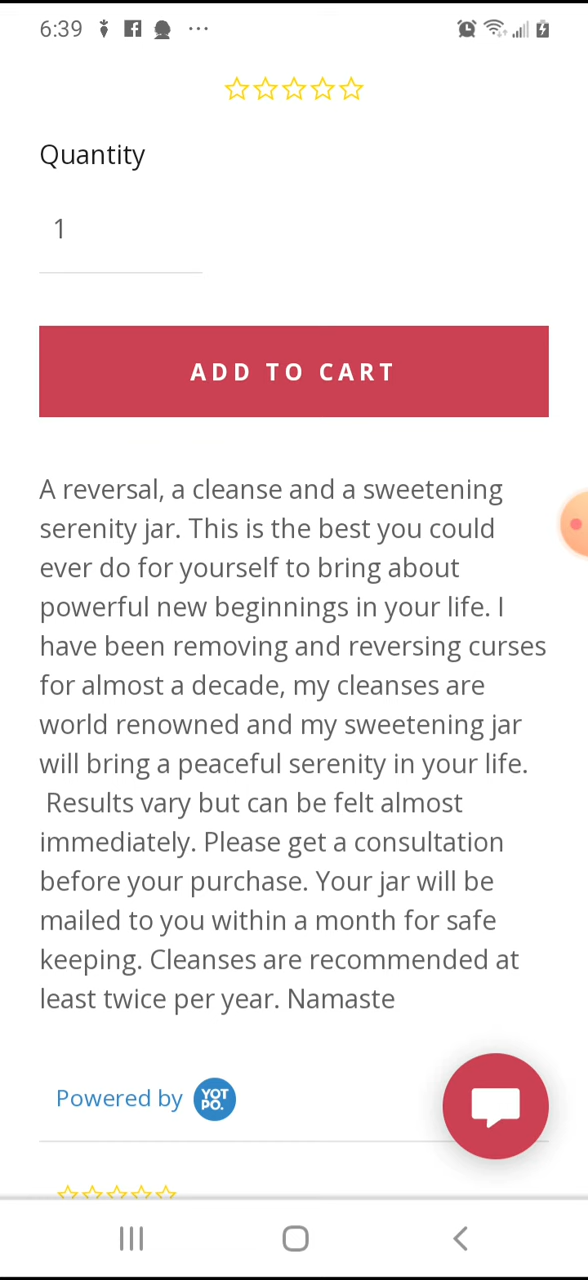 6:39
Quantity
1
ADD TO CART
A reversal, a cleanse and a sweetening
serenity jar. This is the best you could
ever do for yourself to bring about
powerful new beginnings in your life. I
have been removing and reversing curses
for almost a decade, my cleanses are
world renowned and my sweetening jar
will bring a peaceful serenity in your life.
Results vary but can be felt almost
immediately. Please get a consultation
before your purchase. Your jar will be
mailed to you within a month for safe
keeping. Cleanses are recommended at
least twice per year. Namaste
Powered by YOTPO.